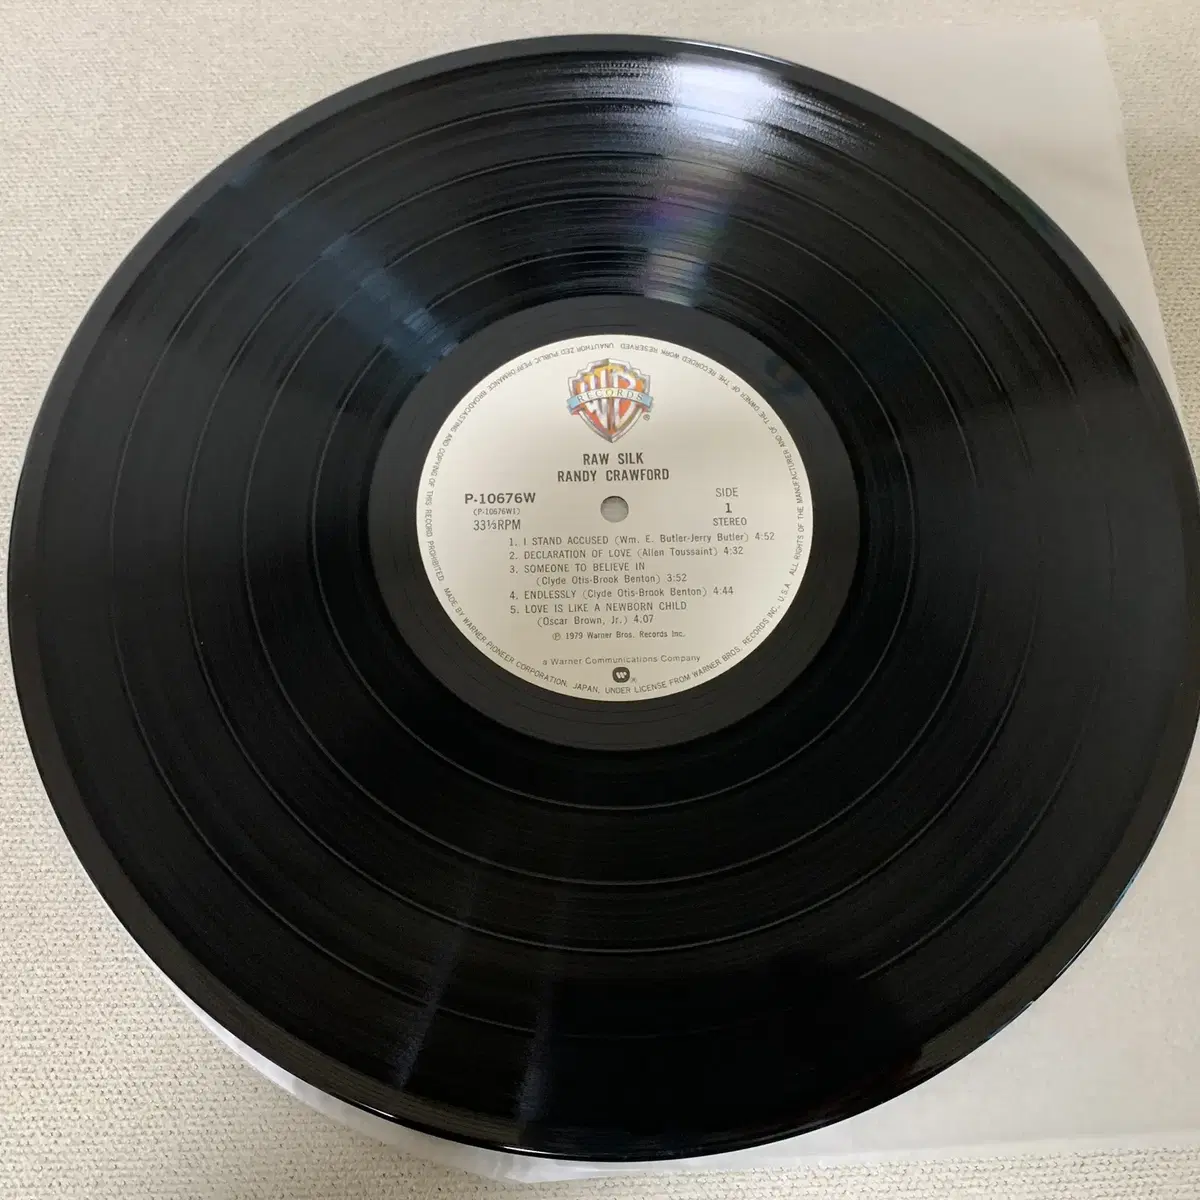 WB
RECORDS
®
RAW SILK
RANDY CRAWFORD
P-10676W
(P-10676W1)
33⅓RPM
SIDE
1
STEREO
1. I STAND ACCUSED (Wm. E. Butler-Jerry Butler) 4:52
2. DECLARATION OF LOVE (Allen Toussaint) 4:32
3. SOMEONE TO BELIEVE IN
(Clyde Otis-Brook Benton) 3:52
4. ENDLESSLY (Clyde Otis-Brook Benton) 4:44
5. LOVE IS LIKE A NEWBORN CHILD
(Oscar Brown, Jr.) 4.07
℗ 1979 Warner Bros. Records Inc.
a Warner Communications Company
W®
ALL RIGHTS OF THE MANUFACTURER AND OF THE OWNER OF THE RECORDED WORK RESERVED UNAUTHORIZED PUBLIC PERFORMANCE BROADCASTING AND COPYING OF THIS RECORD PROHIBITED.
MADE BY WARNER-PIONEER CORPORATION, JAPAN, UNDER LICENSE FROM WARNER BROS. RECORDS INC., U.S.A.